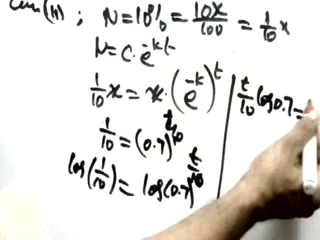 (n) ; N = 10% = 10x/100 = 1/10 x
N = C · e^-kt
1/10 x = x · (e^-k)^t
1/10 = (0.7)^t/10
log(1/10) = log(0.7)^t/10
t/10 log 0.7 =